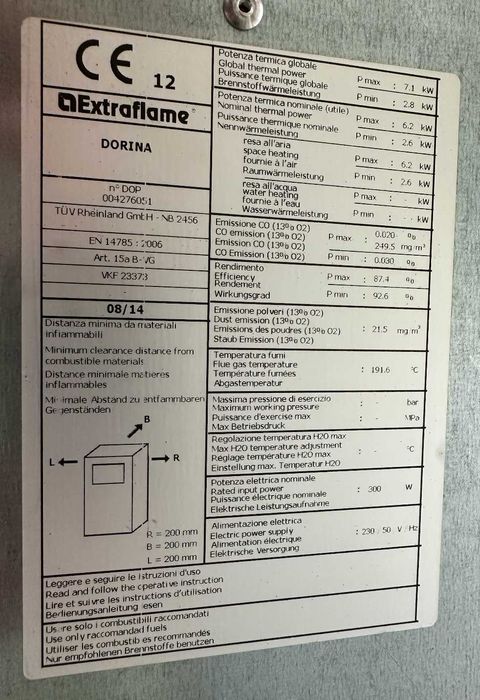 CE 12
Extraflame®
DORINA
n° DOP
004276051
TÜV Rheinland GmbH - NB 2456
EN 14785 : 2006
Art. 15a B-VG
VKF 23373
-
08/14
Distanza minima da materiali
infiammabili
Minimum clearance distance from
combustible materials
Distance minimale matieres
inflammables
Minimale Abstand zu entfammbaren
Gegenständen
B
L
R
R = 200 mm
B = 200 mm
L = 200 mm
Potenza termica globale
Global thermal power
Puissance termique globale
Brennstoffwärmeleistung
P max : 7.1 kW
P min : 2.8 kW
Potenza termica nominale (utile)
Nominal thermal power
Puissance thermique nominale
Nennwärmeleistung
P max : 6.2 kW
P min : 2.6 kW
resa all'aria
space heating
fournie à l'air
Raumwärmeleistung
P max : 6.2 kW
P min : 2.6 kW
resa all'acqua
water heating
fournie à l'eau
Wasserwärmeleistung
P max : - kW
P min : - kW
Emissione CO (13% O2)
CO emission (13% O2)
Emission CO (13% O2)
CO Emission (13% O2)
P max : 0.020 %
: 249.5 mg/m³
P min : 0.030 %
Rendimento
Efficiency
Rendement
Wirkungsgrad
P max : 87.4 %
P min : 92.6 %
Emissione polveri (13% O2)
Dust emission (13% O2)
Emissions des poudres (13% O2)
Staub Emission (13% O2)
: 21.5 mg/m³
Temperatura fumi
Flue gas temperature
Température fumées
Abgastemperatur
: 191.6 °C
Massima pressione di esercizio
Maximum working pressure
Puissance d'exercise max
Max Betriebsdruck
: - bar
- MPa
Regolazione temperatura H2O max
Max H2O temperature adjustment
Réglage température H2O max
Einstellung max. Temperatur H2O
: - °C
Potenza elettrica nominale
Rated input power
Puissance électrique nominale
Elektrische Leistungsaufnahme
: 300 W
Alimentazione elettrica
Electric power supply
Alimentation électrique
Elektrische Versorgung
: 230 / 50 V / Hz
Leggere e seguire le istruzioni d'uso
Read and follow the operative instruction
Lire et suivre les instructions d'utilisation
Bedienungsanleitung lesen
Usare solo i combustibili raccomandati
Use only raccomandad fuels
Utiliser les combustibles recommandés
Nur empfohlenen Brennstoffe benutzen